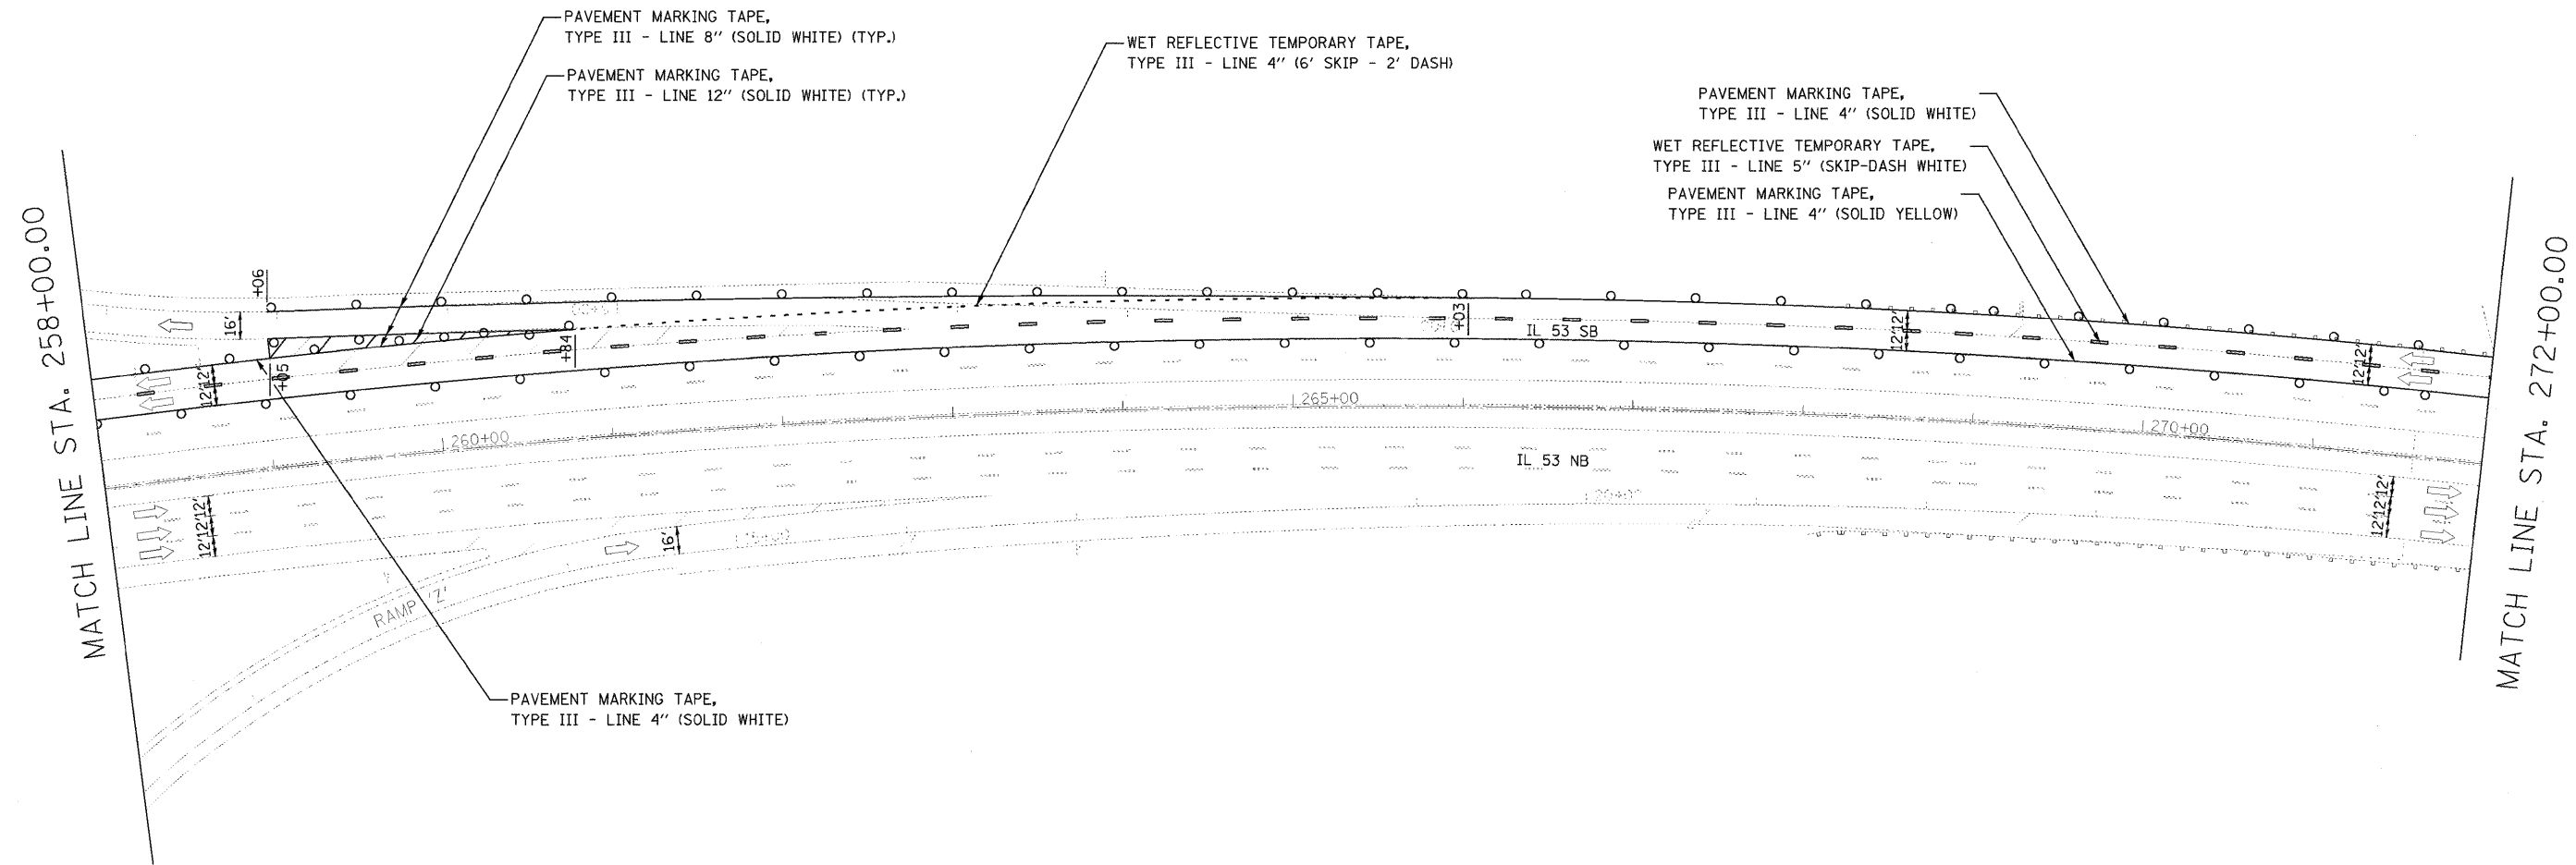 PAVEMENT MARKING TAPE,
TYPE III - LINE 8" (SOLID WHITE) (TYP.)
PAVEMENT MARKING TAPE,
TYPE III - LINE 12" (SOLID WHITE) (TYP.)
WET REFLECTIVE TEMPORARY TAPE,
TYPE III - LINE 4" (6' SKIP - 2' DASH)
PAVEMENT MARKING TAPE,
TYPE III - LINE 4" (SOLID WHITE)
WET REFLECTIVE TEMPORARY TAPE,
TYPE III - LINE 5" (SKIP-DASH WHITE)
PAVEMENT MARKING TAPE,
TYPE III - LINE 4" (SOLID YELLOW)
MATCH LINE STA. 258+00.00
MATCH LINE STA. 272+00.00
+06
16'
+84
+03
+05
12'12'
12'12'
12'12'
IL 53 SB
260+00
265+00
270+00
IL 53 NB
12'12'12'
12'12'12'
16'
RAMP 'Z'
PAVEMENT MARKING TAPE,
TYPE III - LINE 4" (SOLID WHITE)